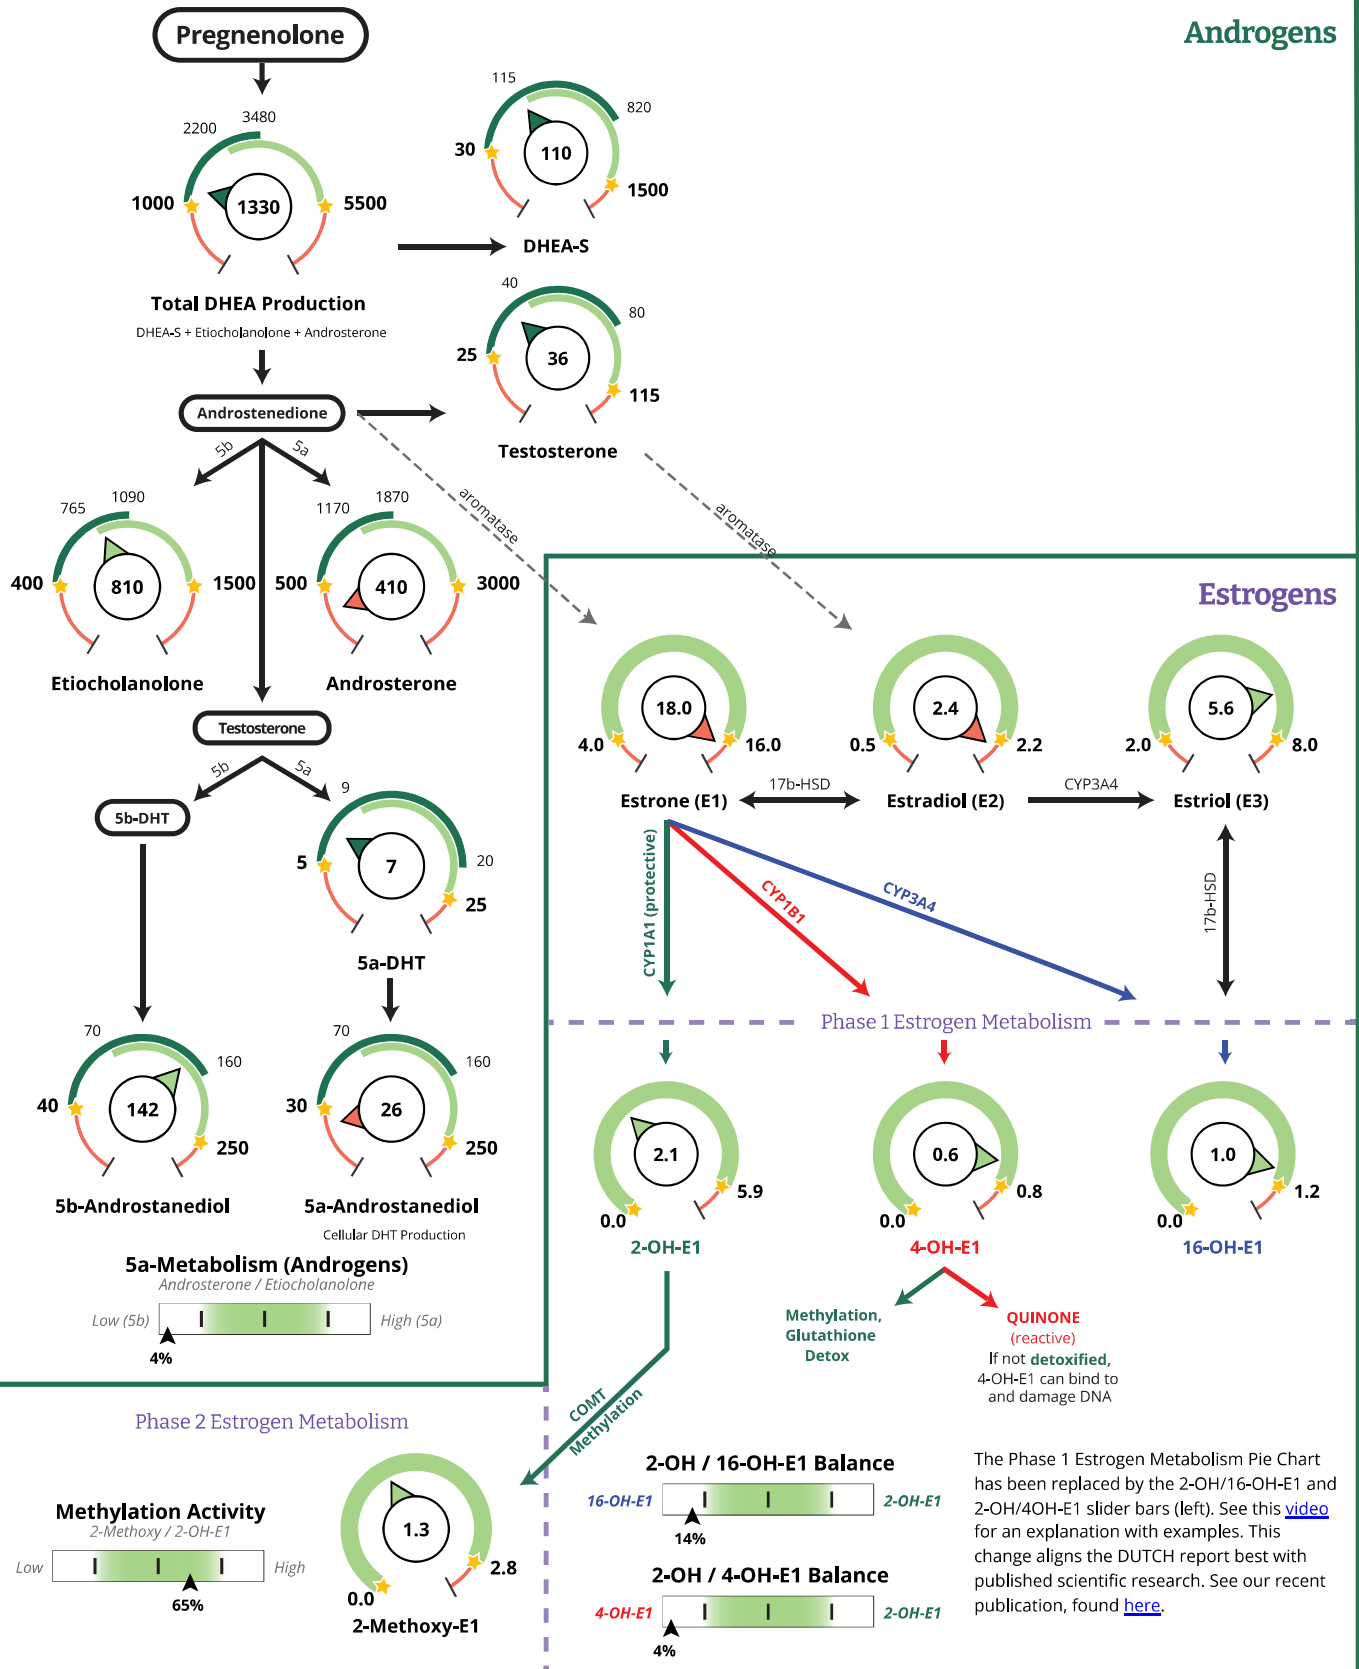 Androgens
Pregnenolone
2200
3480
1000
1330
5500
Total DHEA Production
DHEA-S + Etiocholanolone + Androsterone
115
820
30
110
1500
DHEA-S
40
80
25
36
115
Testosterone
Androstenedione
5b
5a
aromatase
aromatase
765
1090
400
810
1500
Etiocholanolone
1170
1870
500
410
3000
Androsterone
Testosterone
5b
5a
5b-DHT
9
20
5
7
25
5a-DHT
70
160
40
142
250
5b-Androstanediol
70
160
30
26
250
5a-Androstanediol
Cellular DHT Production
5a-Metabolism (Androgens)
Androsterone / Etiocholanolone
Low (5b)
High (5a)
4%
Estrogens
18.0
4.0
16.0
Estrone (E1)
17b-HSD
2.4
0.5
2.2
Estradiol (E2)
CYP3A4
5.6
2.0
8.0
Estriol (E3)
CYP1A1 (protective)
CYP1B1
CYP3A4
17b-HSD
Phase 1 Estrogen Metabolism
2.1
0.0
5.9
2-OH-E1
0.6
0.0
0.8
4-OH-E1
1.0
0.0
1.2
16-OH-E1
Methylation,
Glutathione
Detox
QUINONE
(reactive)
If not detoxified,
4-OH-E1 can bind to
and damage DNA
COMT
Methylation
Phase 2 Estrogen Metabolism
Methylation Activity
2-Methoxy / 2-OH-E1
Low
High
65%
1.3
0.0
2.8
2-Methoxy-E1
2-OH / 16-OH-E1 Balance
16-OH-E1
2-OH-E1
14%
2-OH / 4-OH-E1 Balance
4-OH-E1
2-OH-E1
4%
The Phase 1 Estrogen Metabolism Pie Chart
has been replaced by the 2-OH/16-OH-E1 and
2-OH/4OH-E1 slider bars (left). See this video
for an explanation with examples. This
change aligns the DUTCH report best with
published scientific research. See our recent
publication, found here.